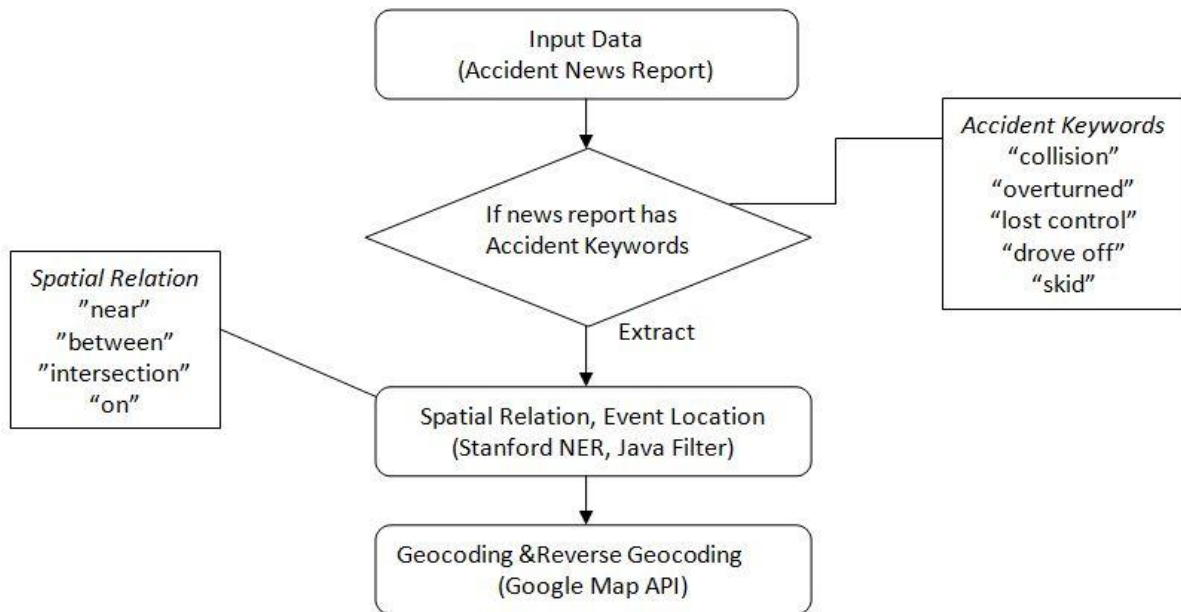 Input Data
(Accident News Report)
Accident Keywords
“collision”
“overturned”
“lost control”
“drove off”
“skid”
If news report has
Accident Keywords
Spatial Relation
”near”
”between”
”intersection”
“on”
Extract
Spatial Relation, Event Location
(Stanford NER, Java Filter)
Geocoding &Reverse Geocoding
(Google Map API)